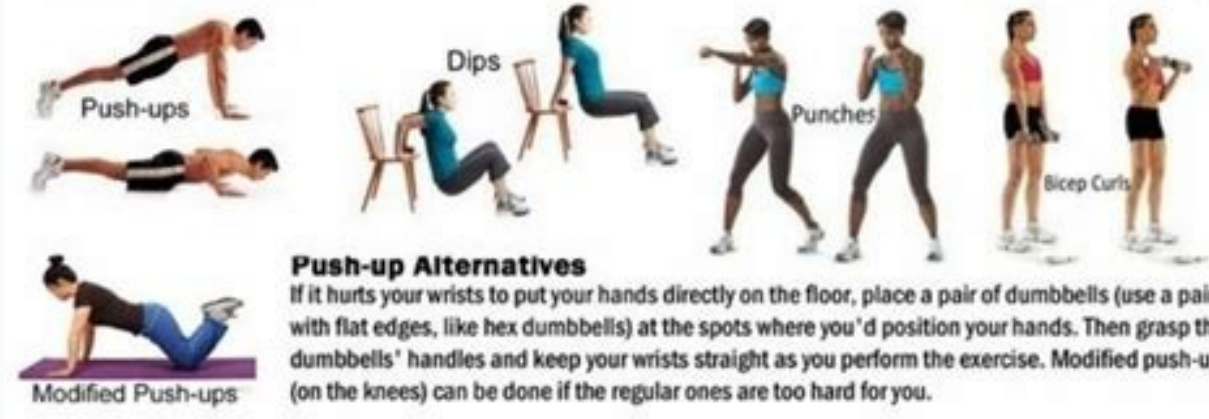 Push-ups
Dips
Punches
Bicep Curls
Modified Push-ups
Push-up Alternatives
If it hurts your wrists to put your hands directly on the floor, place a pair of dumbbells (use a pair
with flat edges, like hex dumbbells) at the spots where you'd position your hands. Then grasp th
dumbbells' handles and keep your wrists straight as you perform the exercise. Modified push-u
(on the knees) can be done if the regular ones are too hard for you.